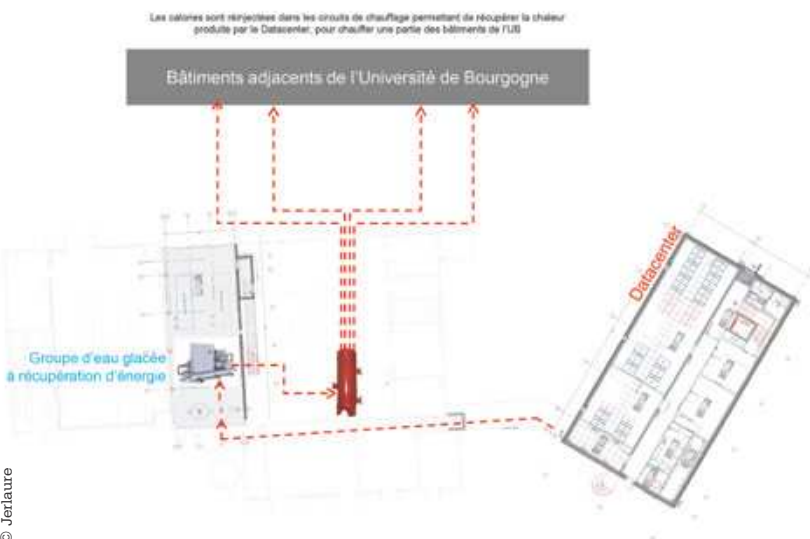 Les calories sont réinjectées dans les circuits de chauffage permettant de récupérer la chaleur
produite par le Datacenter, pour chauffer une partie des bâtiments de l'UB
Bâtiments adjacents de l'Université de Bourgogne
Datacenter
Groupe d'eau glacée
à récupération d'énergie
© Jerlaure